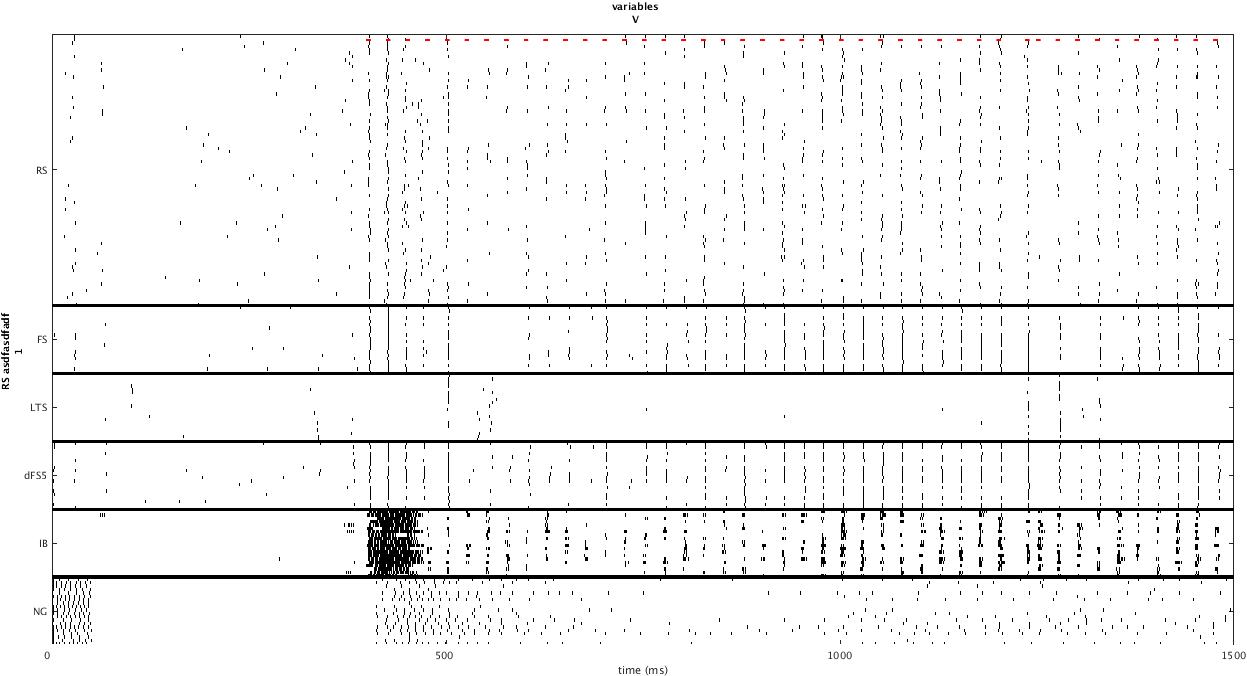 variables
V
RS
FS
LTS
dFS5
IB
NG
RS asdfasdfadf
1
0
500
1000
1500
time (ms)